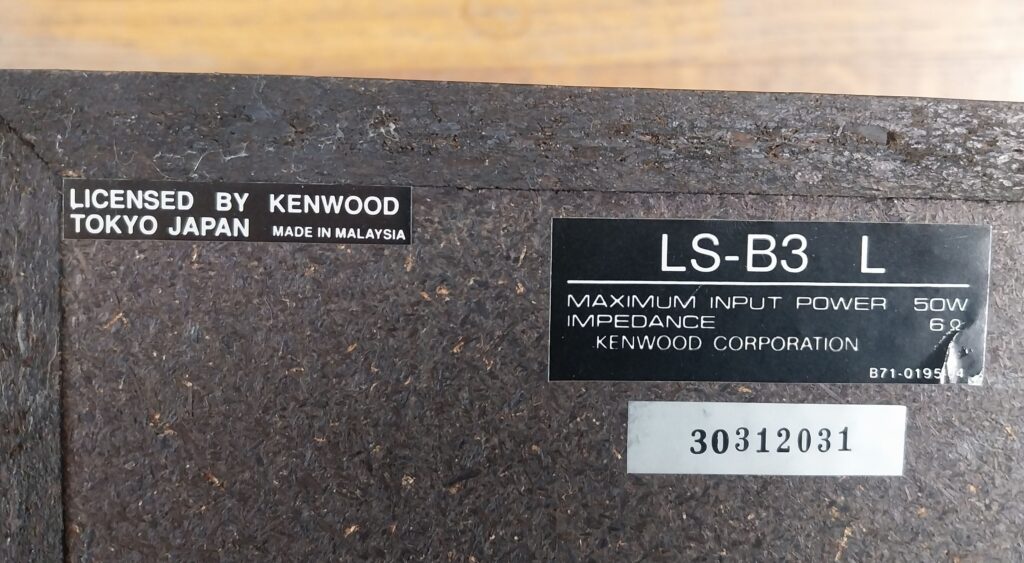 LICENSED BY KENWOOD
TOKYO JAPAN MADE IN MALAYSIA
LS-B3 L
MAXIMUM INPUT POWER 50W
IMPEDANCE 6Ω
KENWOOD CORPORATION
30312031